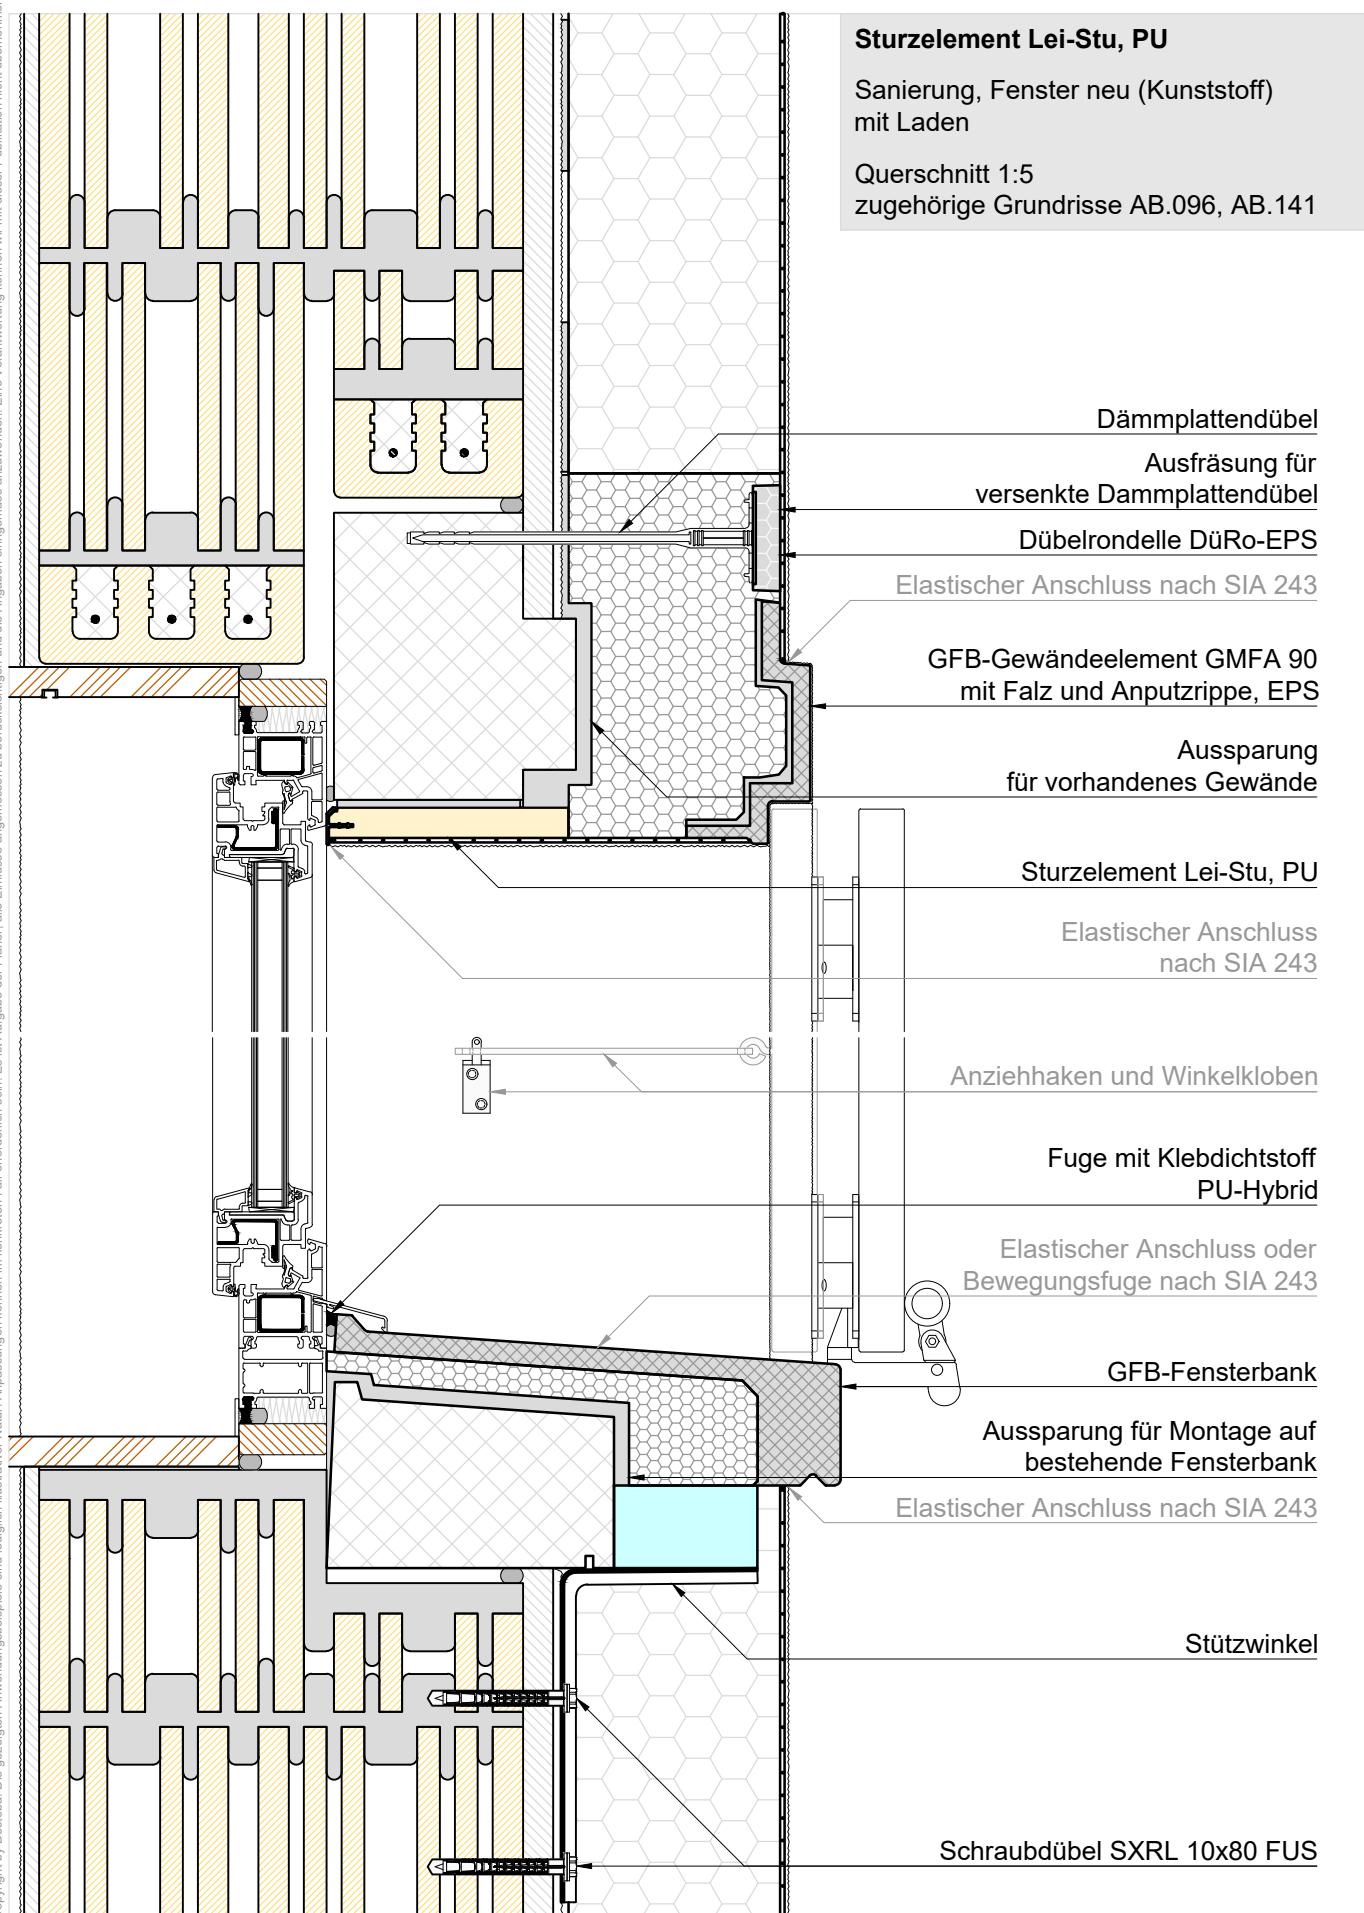 Sturzelement Lei-Stu, PU
Sanierung, Fenster neu (Kunststoff)
mit Laden
Querschnitt 1:5
zugehörige Grundrisse AB.096, AB.141
Dämmplattendübel
Ausfräsung für
versenkte Dammplattendübel
Dübelrondelle DüRo-EPS
Elastischer Anschluss nach SIA 243
GFB-Gewändeelement GMFA 90
mit Falz und Anputzrippe, EPS
Aussparung
für vorhandenes Gewände
Sturzelement Lei-Stu, PU
Elastischer Anschluss
nach SIA 243
Anziehhaken und Winkelkloben
Fuge mit Klebdichtstoff
PU-Hybrid
Elastischer Anschluss oder
Bewegungsfuge nach SIA 243
GFB-Fensterbank
Aussparung für Montage auf
bestehende Fensterbank
Elastischer Anschluss nach SIA 243
Stützwinkel
Schraubdübel SXRL 10x80 FUS